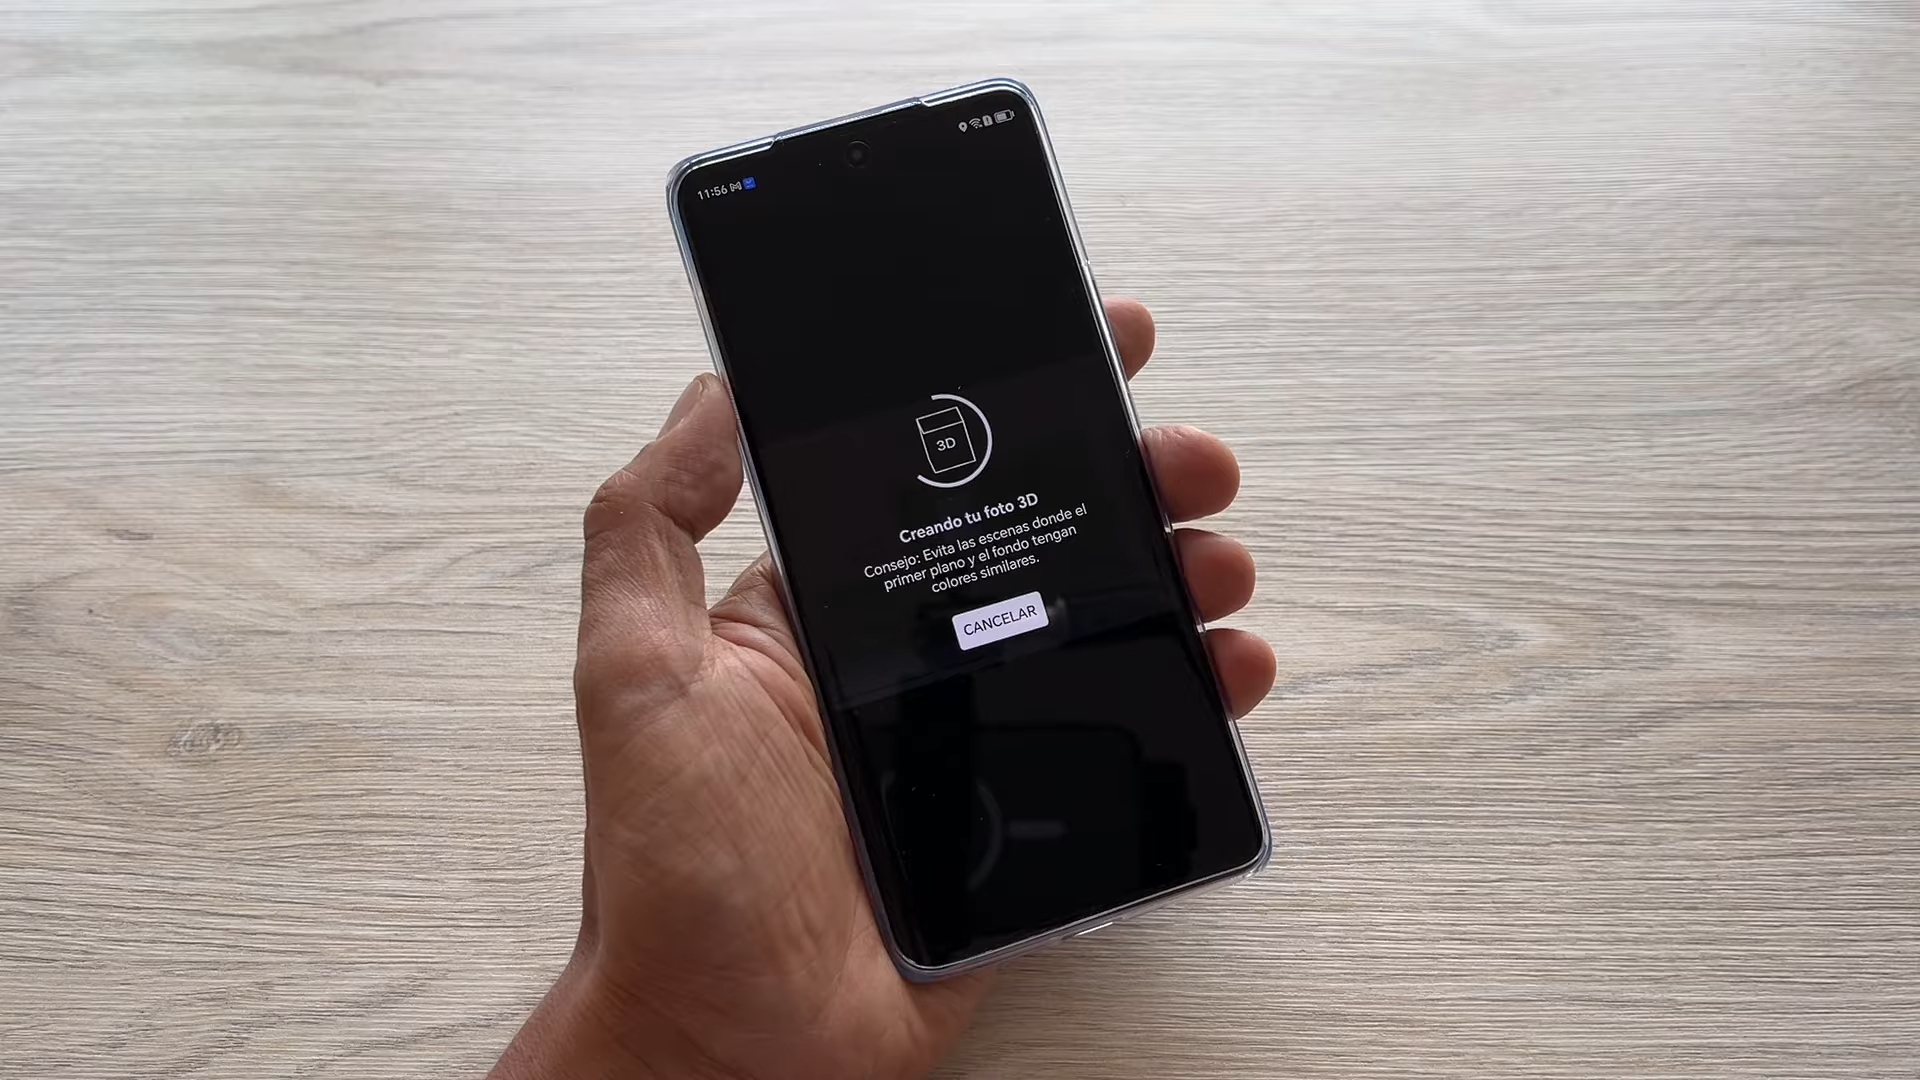 11:56
3D
Creando tu foto 3D
Consejo: Evita las escenas donde el
primer plano y el fondo tengan
colores similares.
CANCELAR